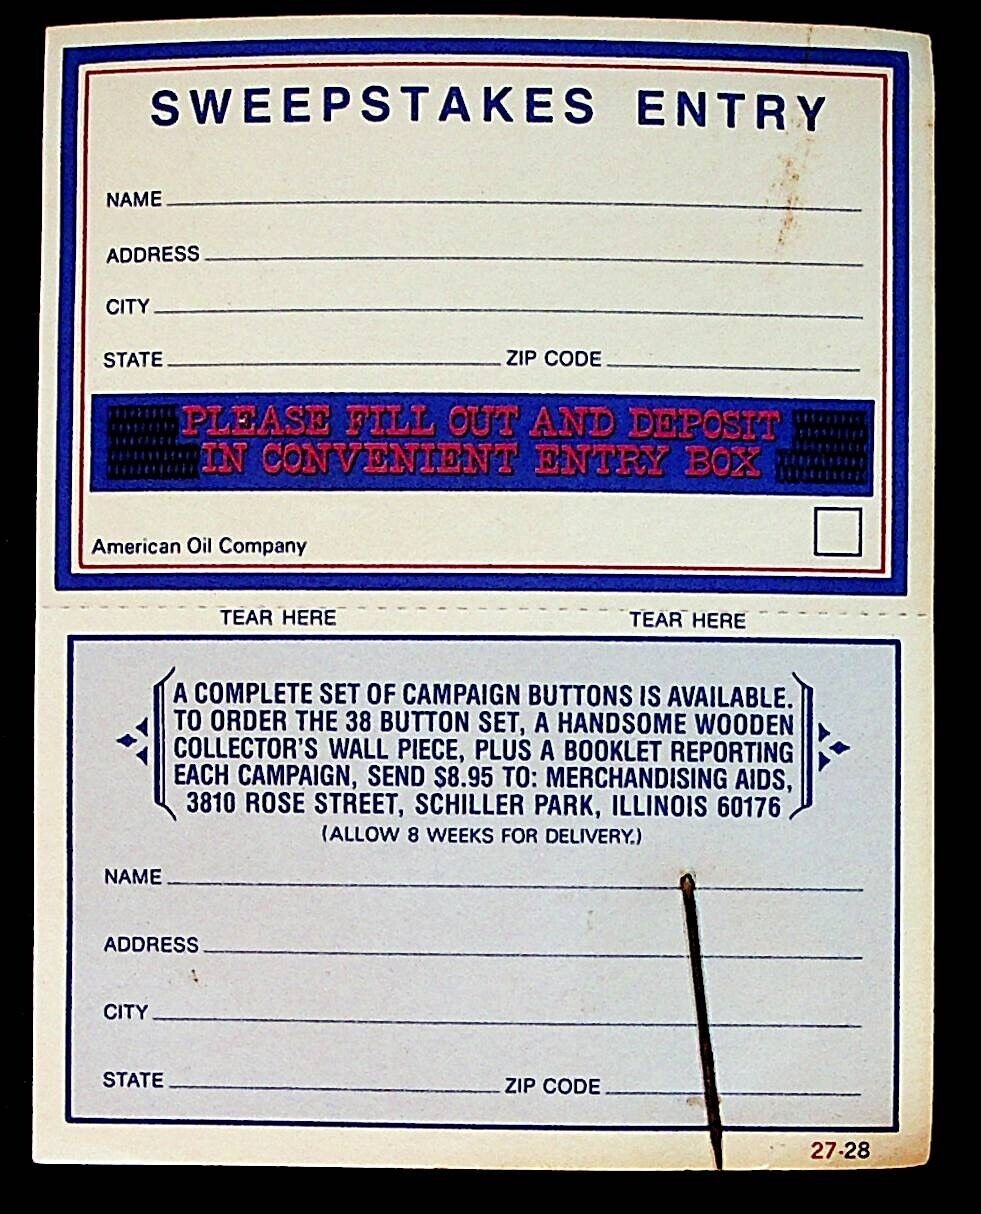 SWEEPSTAKES ENTRY
NAME
ADDRESS
CITY
STATE ZIP CODE
PLEASE FILL OUT AND DEPOSIT
IN CONVENIENT ENTRY BOX
American Oil Company
TEAR HERE TEAR HERE
A COMPLETE SET OF CAMPAIGN BUTTONS IS AVAILABLE.
TO ORDER THE 38 BUTTON SET, A HANDSOME WOODEN
COLLECTOR'S WALL PIECE, PLUS A BOOKLET REPORTING
EACH CAMPAIGN, SEND $8.95 TO: MERCHANDISING AIDS,
3810 ROSE STREET, SCHILLER PARK, ILLINOIS 60176
(ALLOW 8 WEEKS FOR DELIVERY.)
NAME
ADDRESS
CITY
STATE ZIP CODE
27-28